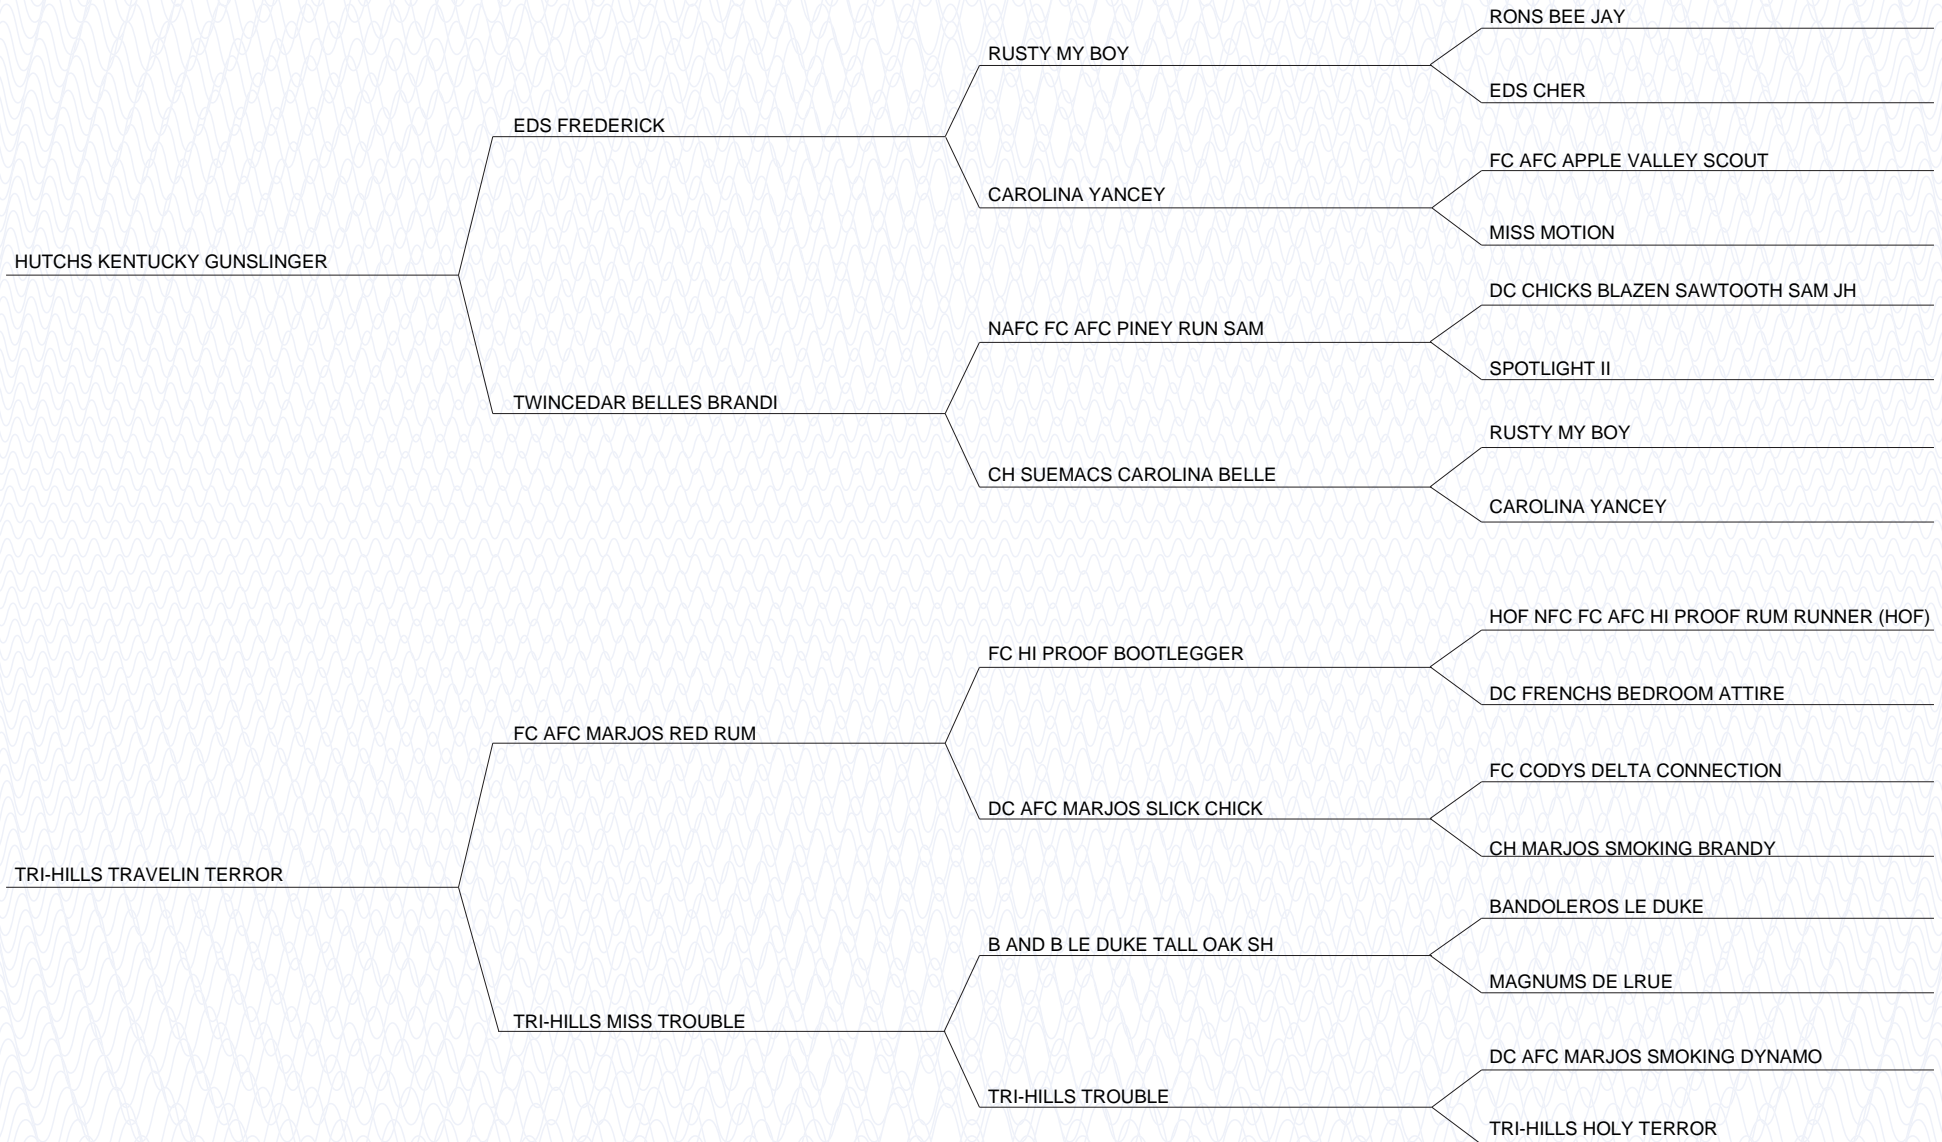 RONS BEE JAY
RUSTY MY BOY
EDS CHER
EDS FREDERICK
FC AFC APPLE VALLEY SCOUT
CAROLINA YANCEY
MISS MOTION
HUTCHS KENTUCKY GUNSLINGER
DC CHICKS BLAZEN SAWTOOTH SAM JH
NAFC FC AFC PINEY RUN SAM
SPOTLIGHT II
TWINCEDAR BELLES BRANDI
RUSTY MY BOY
CH SUEMACS CAROLINA BELLE
CAROLINA YANCEY
HOF NFC FC AFC HI PROOF RUM RUNNER (HOF)
FC HI PROOF BOOTLEGGER
DC FRENCHS BEDROOM ATTIRE
FC AFC MARJOS RED RUM
FC CODYS DELTA CONNECTION
DC AFC MARJOS SLICK CHICK
CH MARJOS SMOKING BRANDY
TRI-HILLS TRAVELIN TERROR
BANDOLEROS LE DUKE
B AND B LE DUKE TALL OAK SH
MAGNUMS DE LRUE
TRI-HILLS MISS TROUBLE
DC AFC MARJOS SMOKING DYNAMO
TRI-HILLS TROUBLE
TRI-HILLS HOLY TERROR